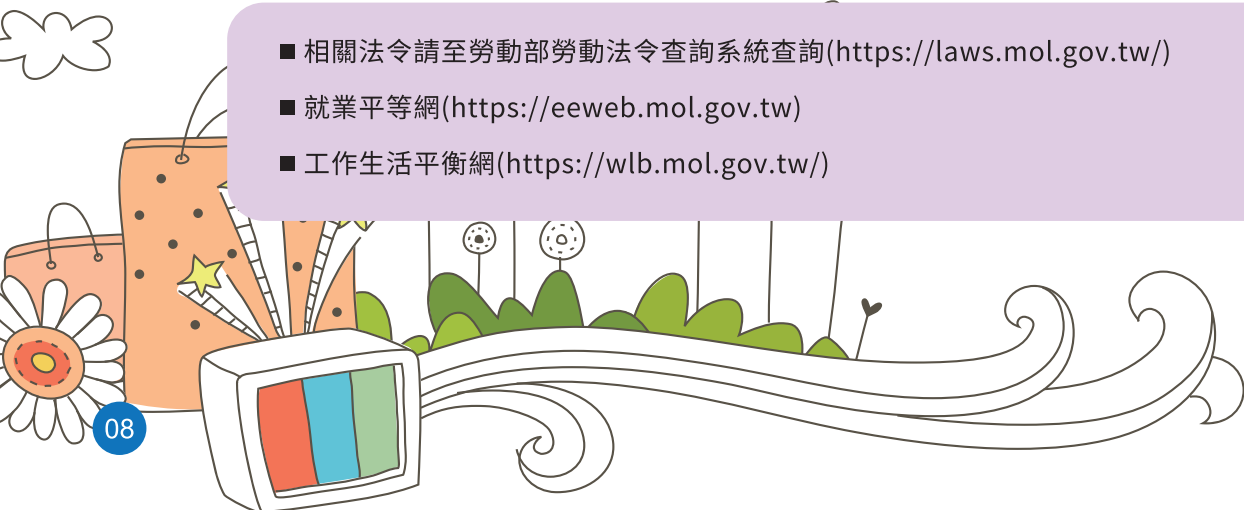 ■ 相關法令請至勞動部勞動法令查詢系統查詢(https://laws.mol.gov.tw/)
■ 就業平等網(https://eeweb.mol.gov.tw)
■ 工作生活平衡網(https://wlb.mol.gov.tw/)
08